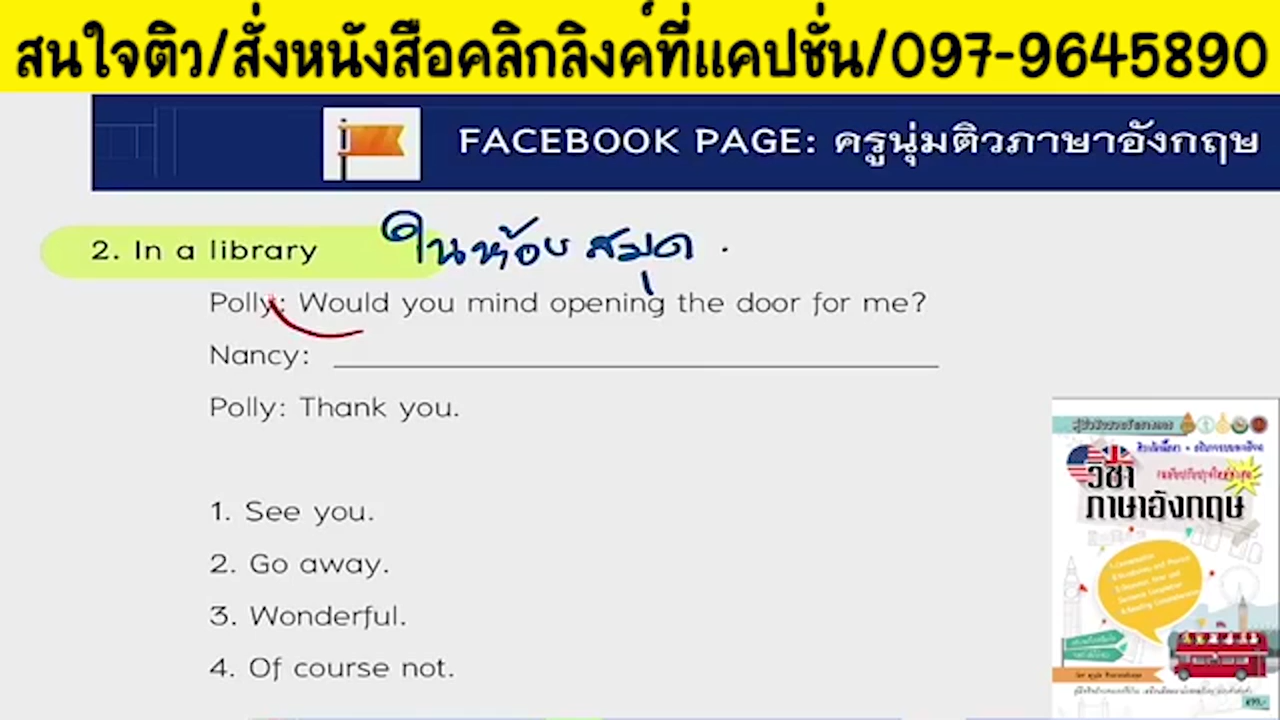 สนใจติว/สั่งหนังสือคลิกลิงค์ที่แคปชั่น/097-9645890
FACEBOOK PAGE: ครูนุ่มติวภาษาอังกฤษ
2. In a library ในห้องสมุด
Polly: Would you mind opening the door for me?
Nancy:
Polly: Thank you.
1. See you.
2. Go away.
3. Wonderful.
4. Of course not.
วิชา
ภาษาอังกฤษ